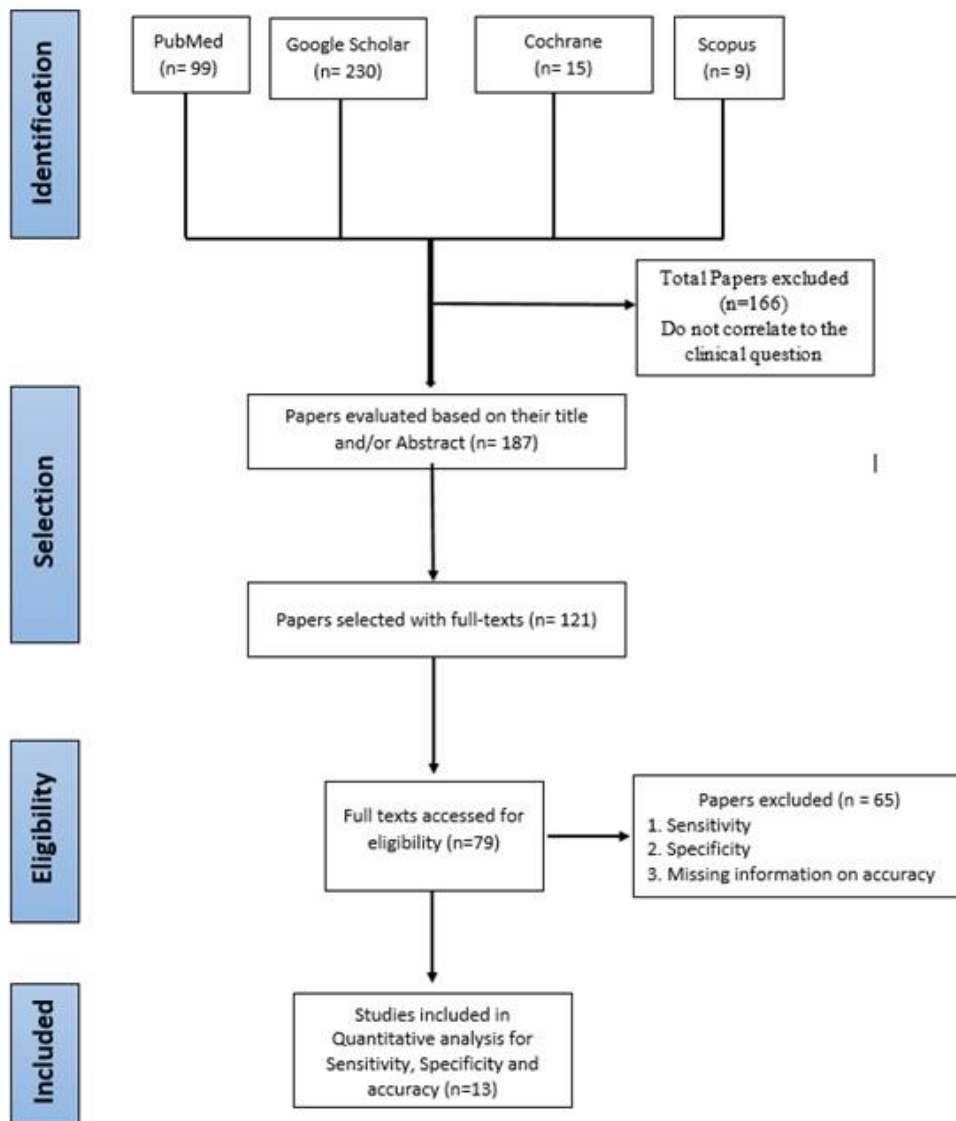 Identification
PubMed
(n= 99)
Google Scholar
(n= 230)
Cochrane
(n= 15)
Scopus
(n= 9)
Total Papers excluded
(n=166)
Do not correlate to the
clinical question
Selection
Papers evaluated based on their title
and/or Abstract (n= 187)
Papers selected with full-texts (n= 121)
Eligibility
Full texts accessed for
eligibility (n=79)
Papers excluded (n = 65)
1. Sensitivity
2. Specificity
3. Missing information on accuracy
Included
Studies included in
Quantitative analysis for
Sensitivity, Specificity and
accuracy (n=13)